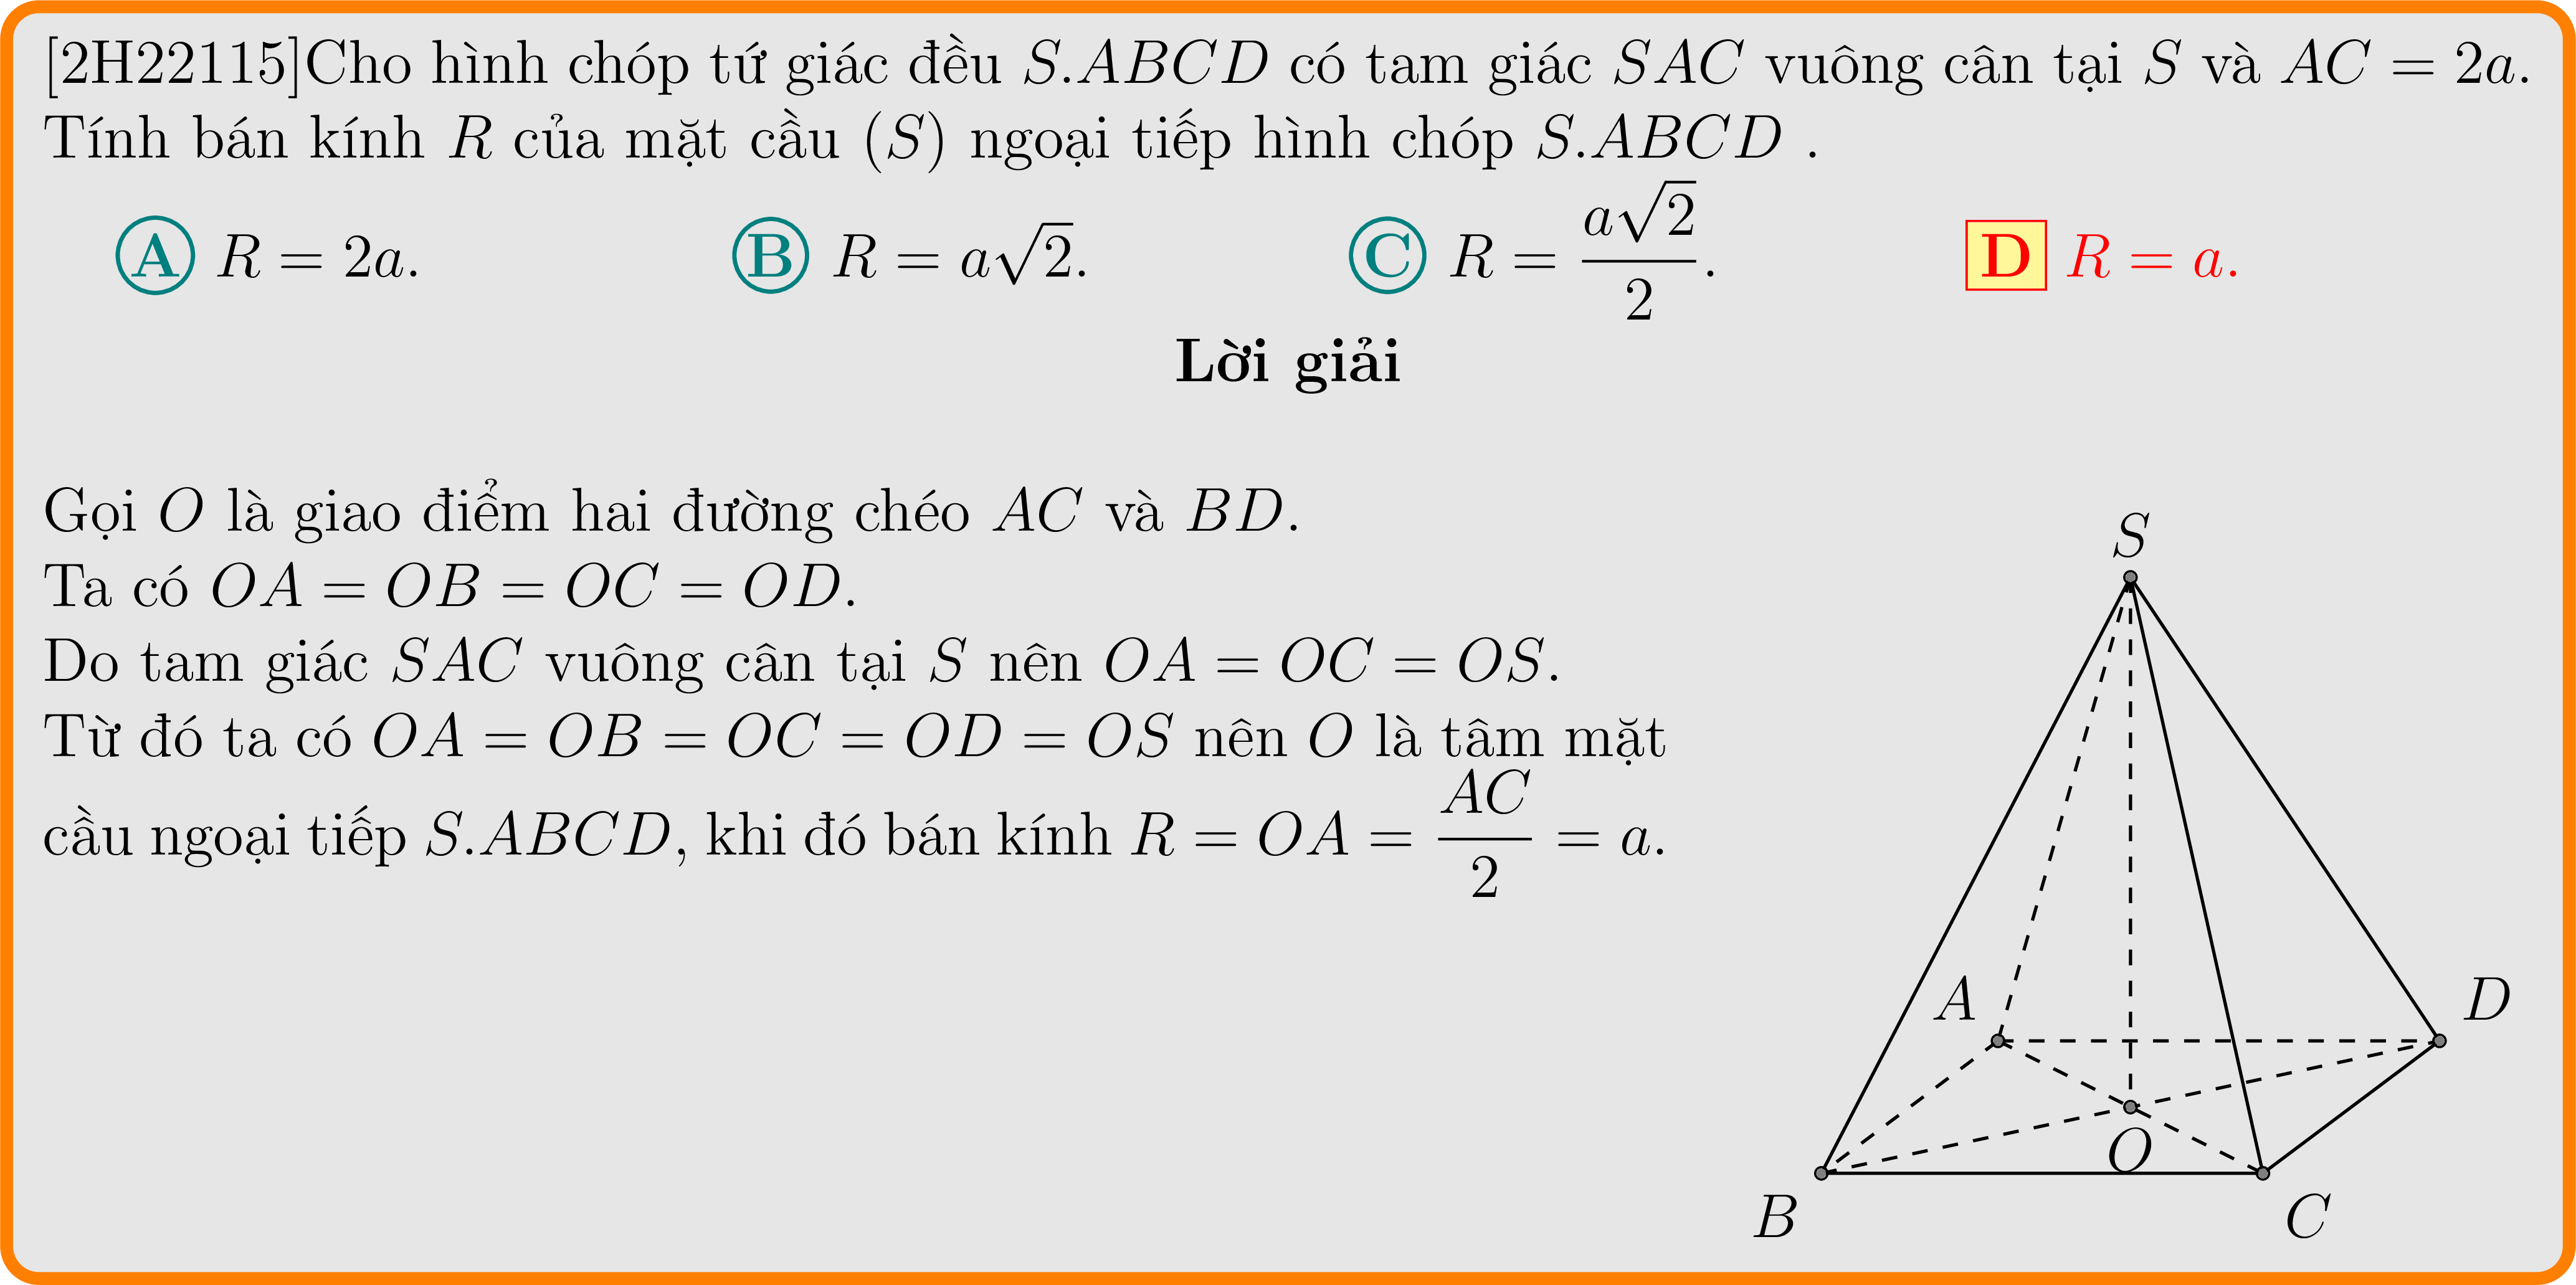 [2H22115]Cho hình chóp tứ giác đều S.ABCD có tam giác SAC vuông cân tại S và AC = 2a.
Tính bán kính R của mặt cầu (S) ngoại tiếp hình chóp S.ABCD .
A R = 2a. B R = a√2. C R = a√2/2. D R = a.
Lời giải
Gọi O là giao điểm hai đường chéo AC và BD.
Ta có OA = OB = OC = OD.
Do tam giác SAC vuông cân tại S nên OA = OC = OS.
Từ đó ta có OA = OB = OC = OD = OS nên O là tâm mặt
cầu ngoại tiếp S.ABCD, khi đó bán kính R = OA = AC/2 = a.
S
A
D
O
B
C